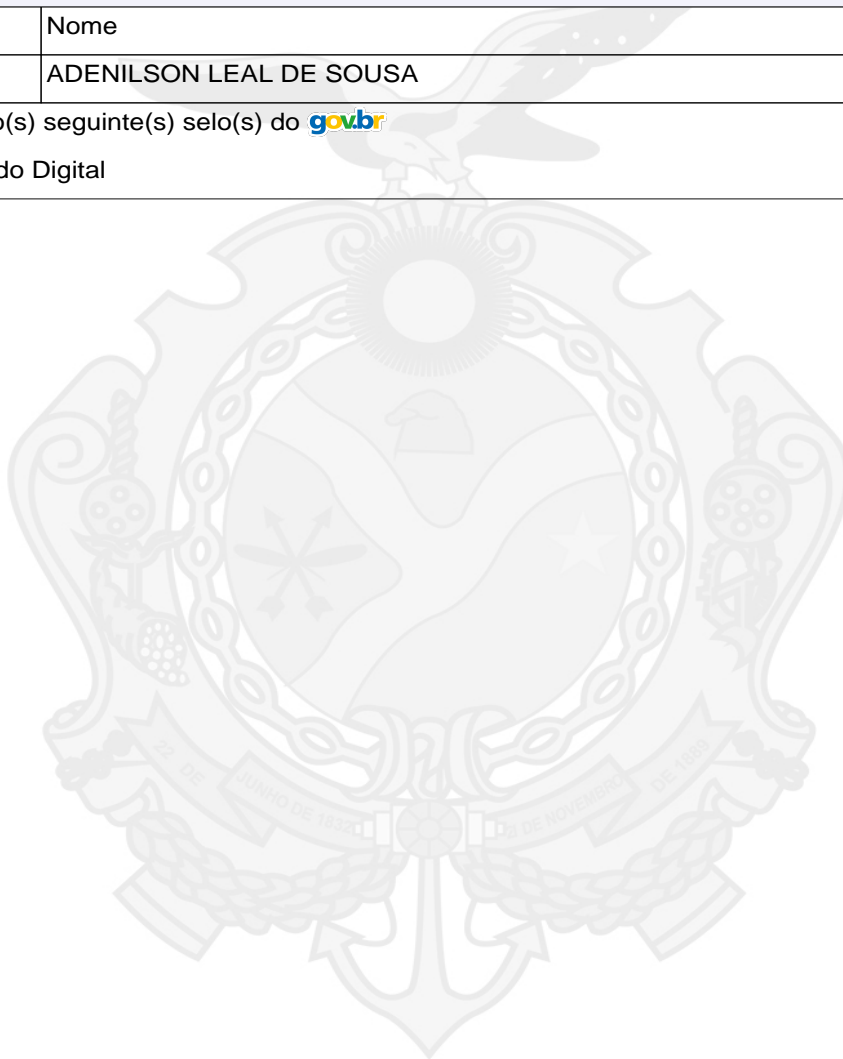 Nome
ADENILSON LEAL DE SOUSA
o(s) seguinte(s) selo(s) do gov.br
do Digital
22 DE JUNHO DE 1832
DE NOVEMBRO DE 1889